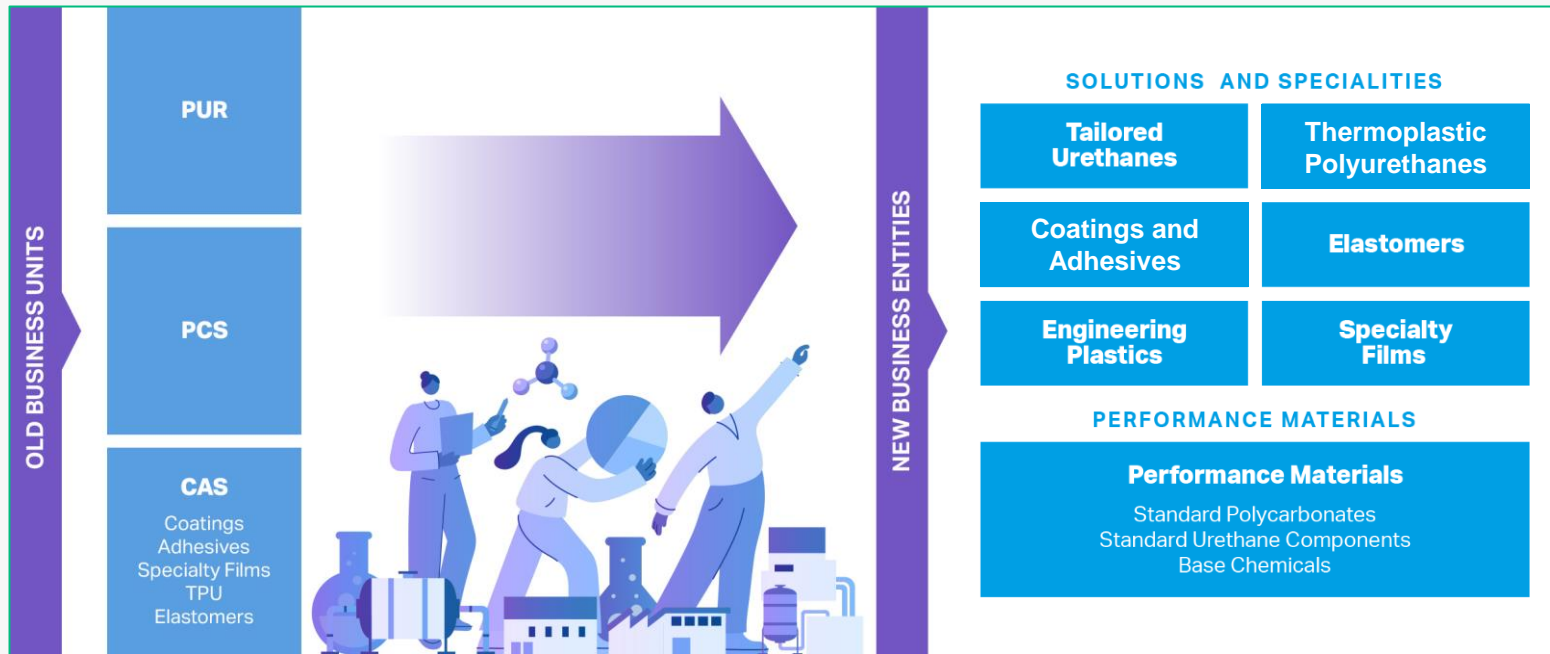 OLD BUSINESS UNITS
PUR
PCS
CAS
Coatings
Adhesives
Specialty Films
TPU
Elastomers
NEW BUSINESS ENTITIES
SOLUTIONS AND SPECIALITIES
Tailored
Urethanes
Thermoplastic
Polyurethanes
Coatings and
Adhesives
Elastomers
Engineering
Plastics
Specialty
Films
PERFORMANCE MATERIALS
Performance Materials
Standard Polycarbonates
Standard Urethane Components
Base Chemicals